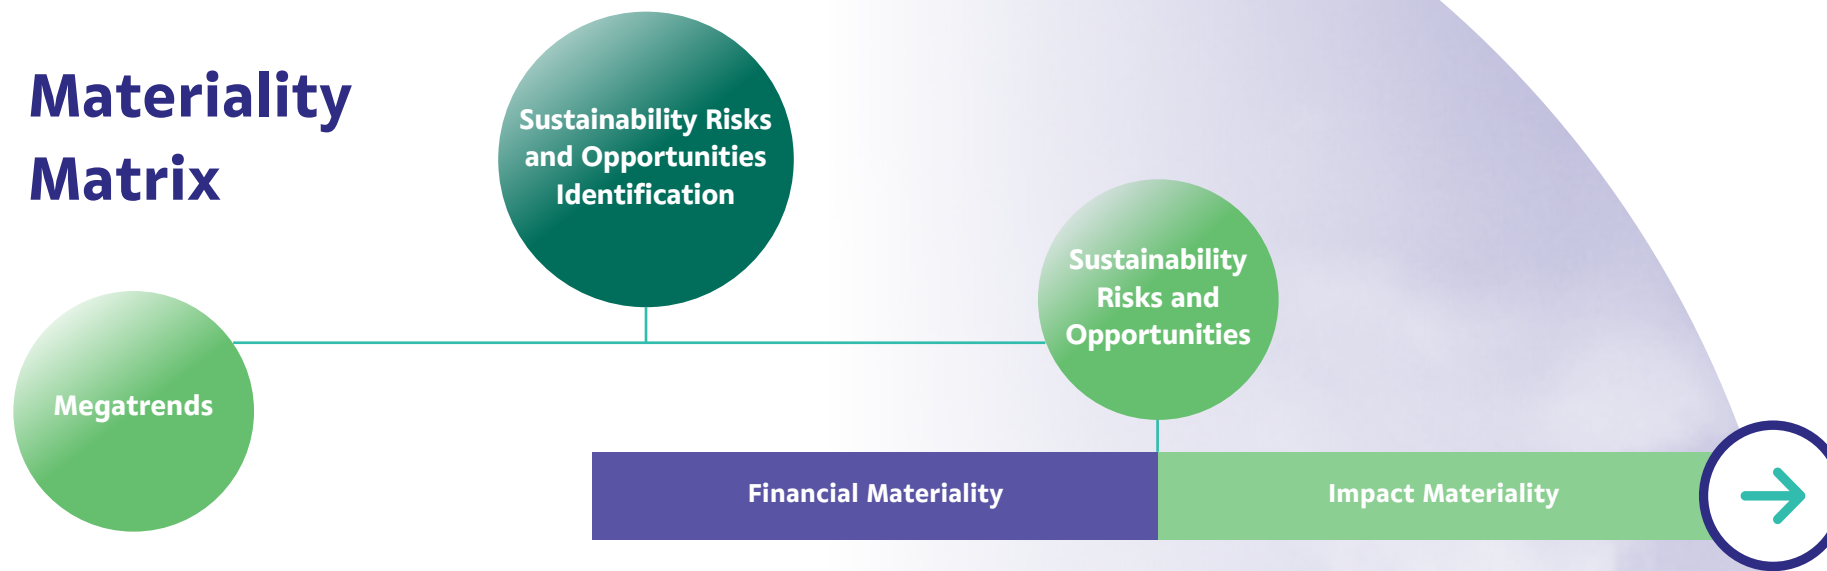 Materiality
Matrix
Sustainability Risks
and Opportunities
Identification
Sustainability
Risks and
Opportunities
Megatrends
Financial Materiality
Impact Materiality